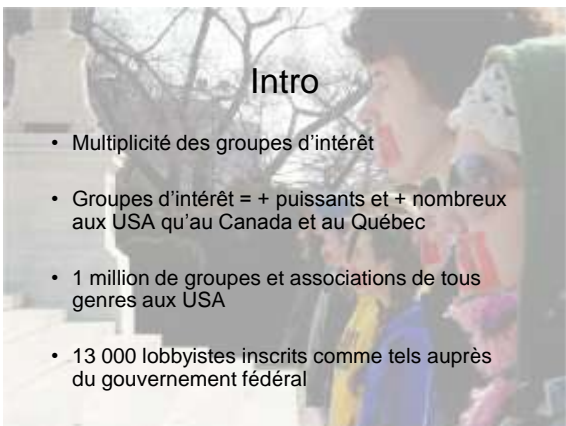 Intro
• Multiplicité des groupes d'intérêt
• Groupes d'intérêt = + puissants et + nombreux
aux USA qu'au Canada et au Québec
• 1 million de groupes et associations de tous
genres aux USA
• 13 000 lobbyistes inscrits comme tels auprès
du gouvernement fédéral